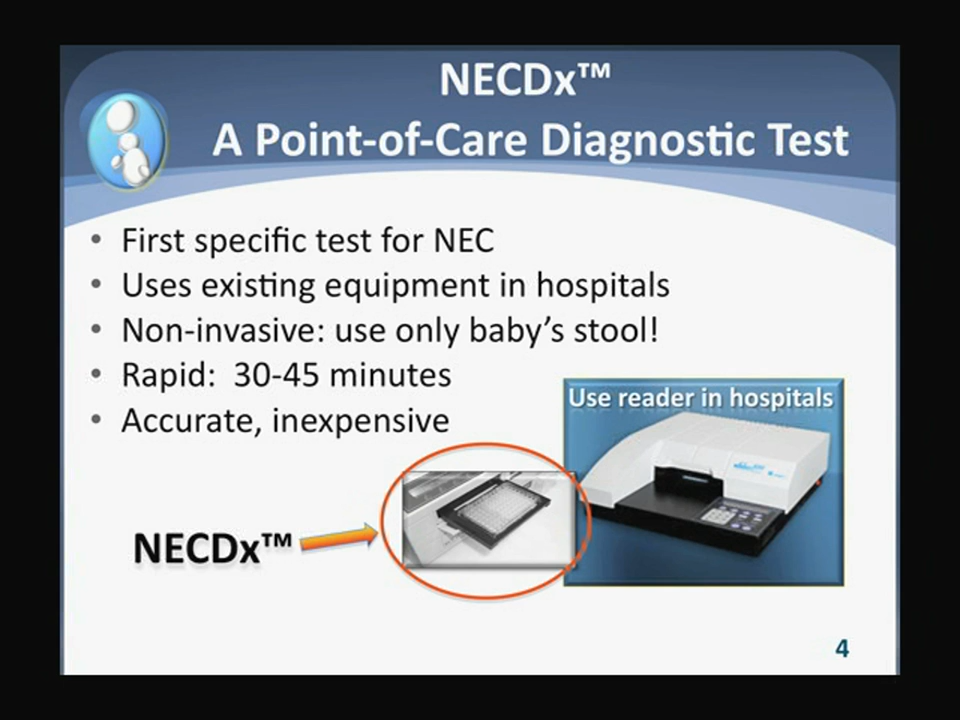 NECDx™
A Point-of-Care Diagnostic Test
• First specific test for NEC
• Uses existing equipment in hospitals
• Non-invasive: use only baby’s stool!
• Rapid: 30-45 minutes
• Accurate, inexpensive
Use reader in hospitals
NECDx™
4